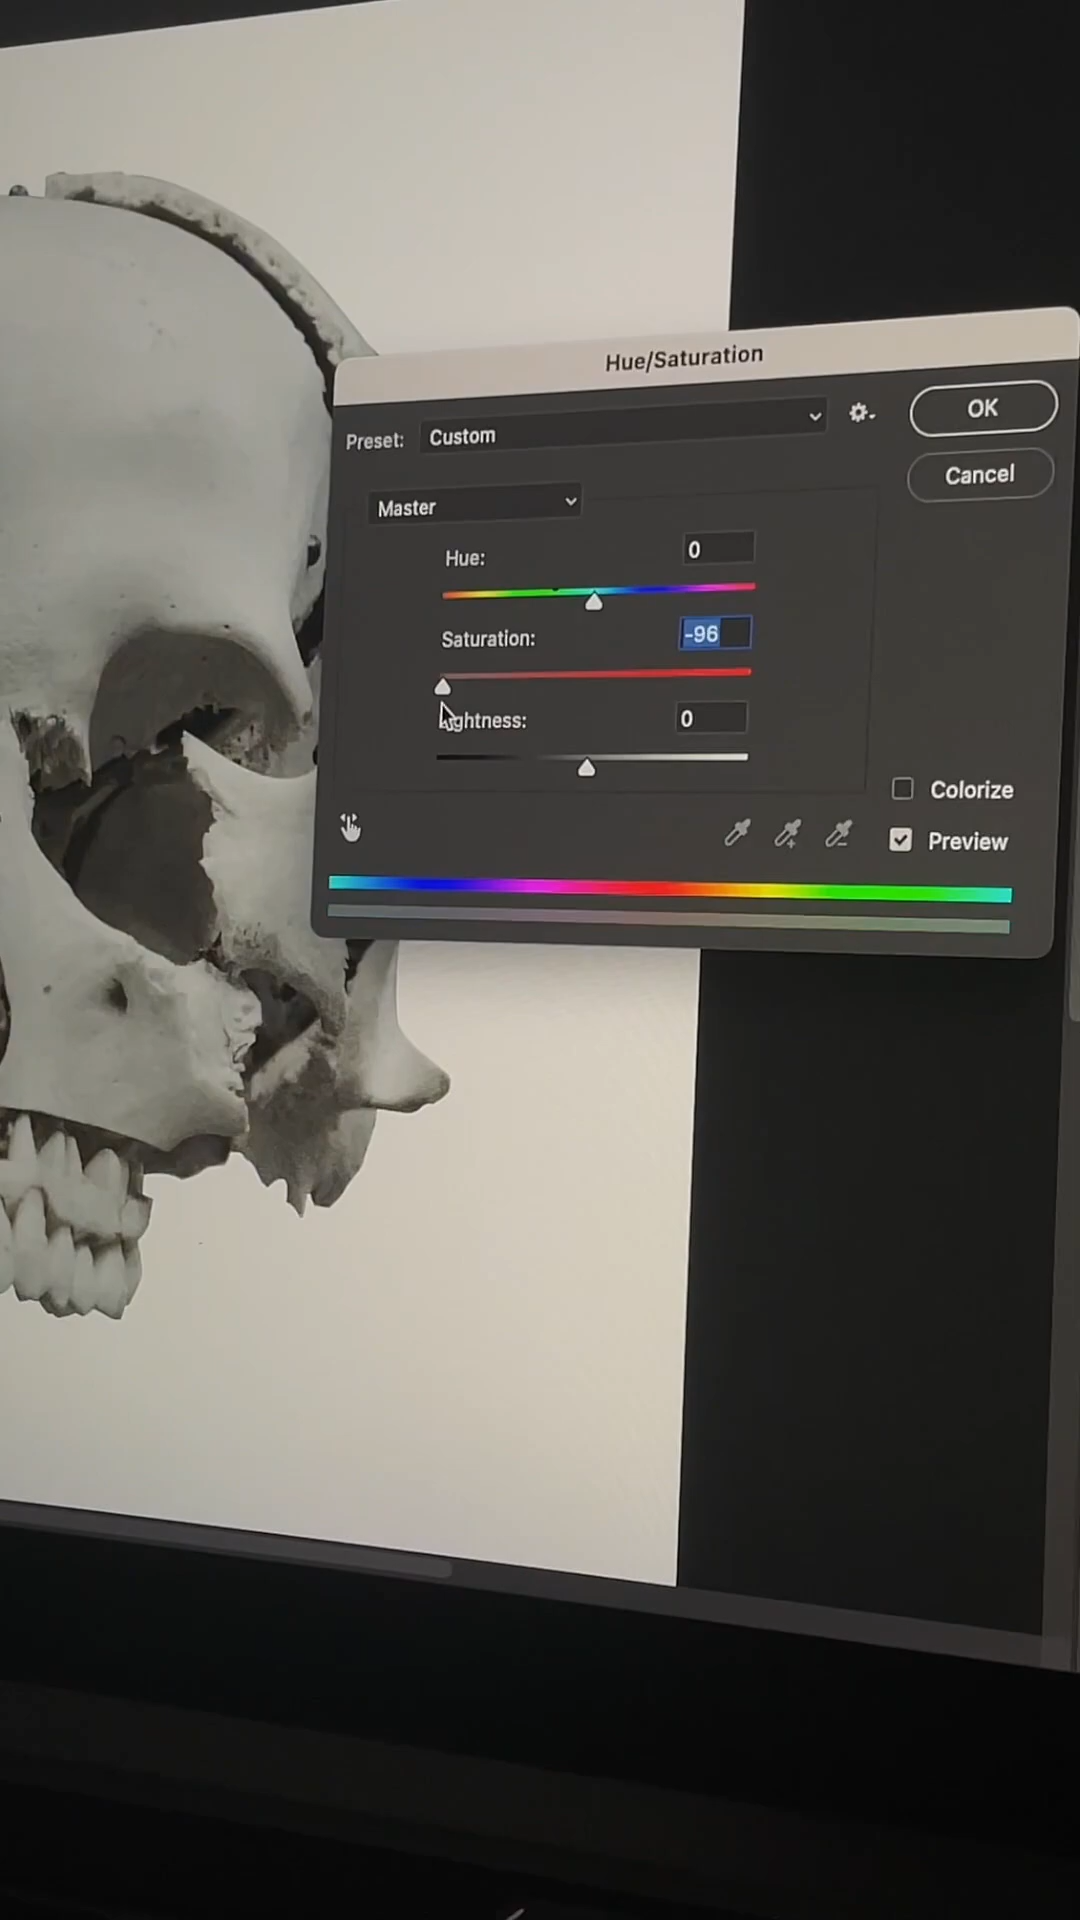 Hue/Saturation
Preset: Custom
OK
Cancel
Master
Hue: 0
Saturation: -96
ghtness: 0
Colorize
Preview